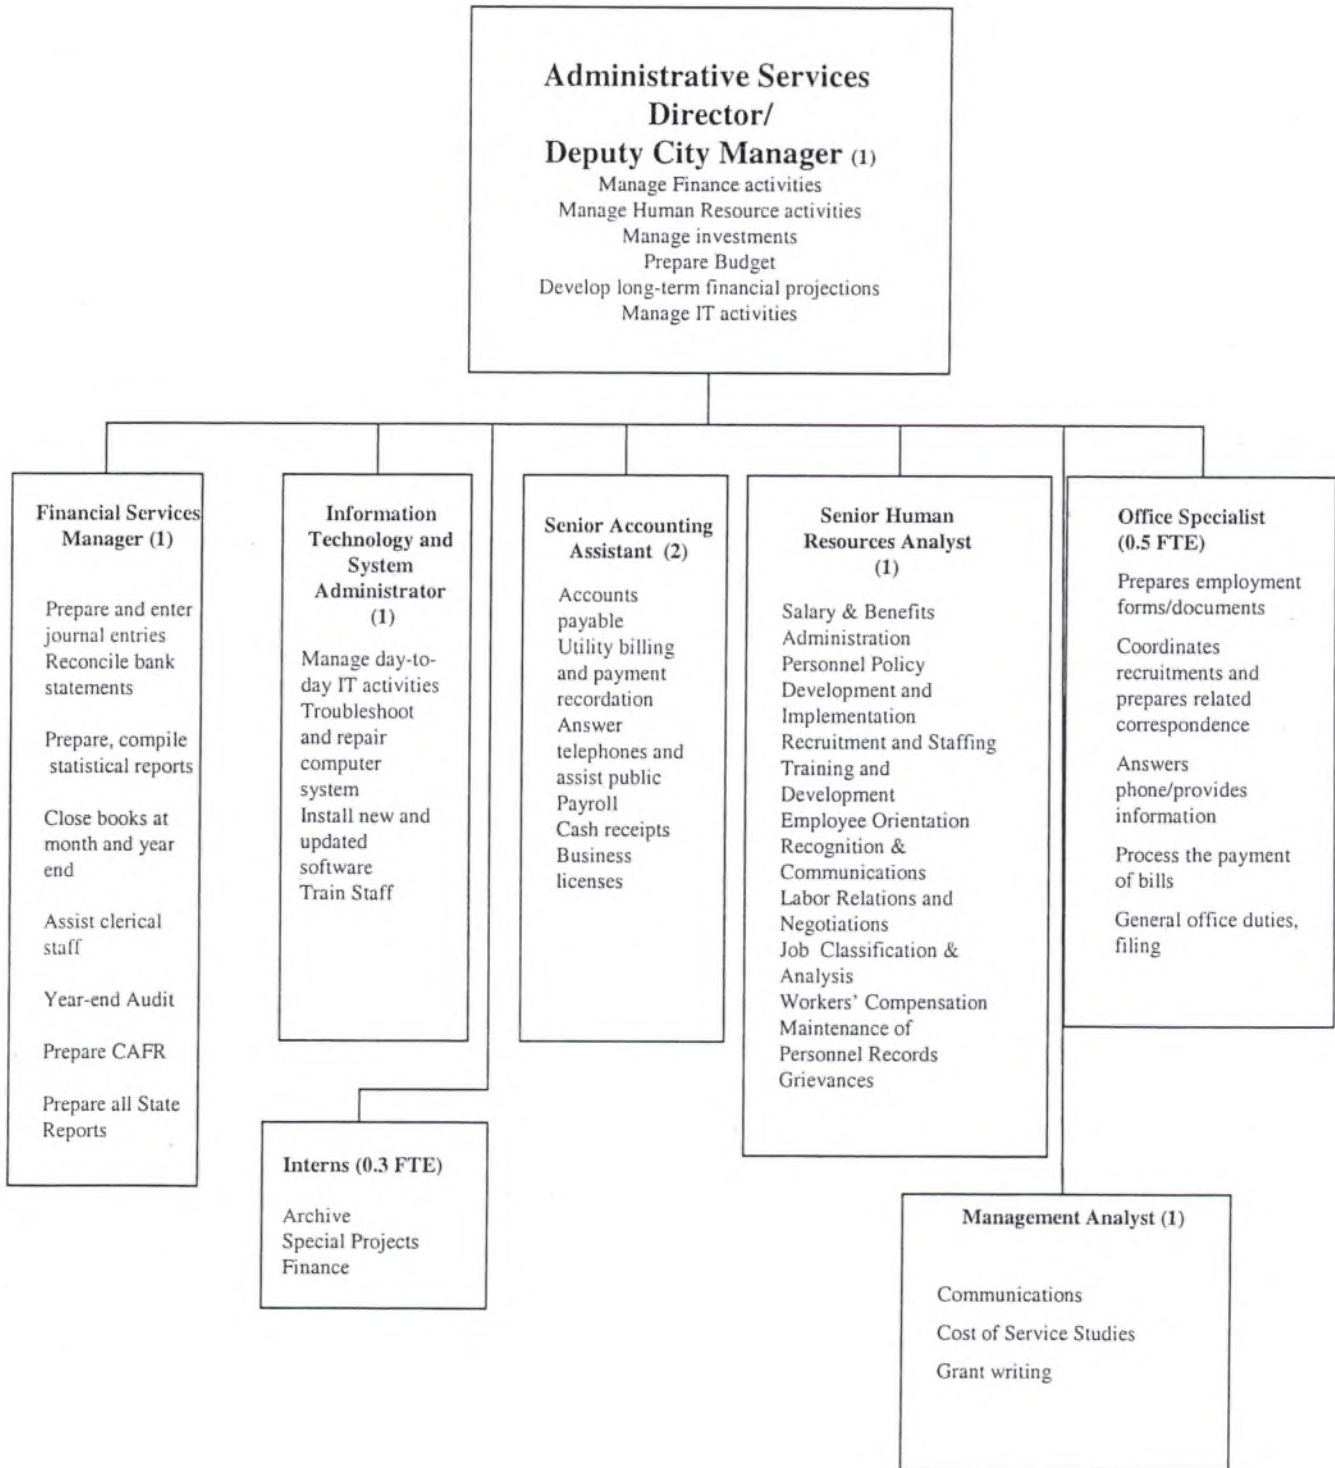 Administrative Services
Director/
Deputy City Manager (1)
Manage Finance activities
Manage Human Resource activities
Manage investments
Prepare Budget
Develop long-term financial projections
Manage IT activities
Financial Services
Manager (1)
Prepare and enter
journal entries
Reconcile bank
statements
Prepare, compile
statistical reports
Close books at
month and year
end
Assist clerical
staff
Year-end Audit
Prepare CAFR
Prepare all State
Reports
Information
Technology and
System
Administrator
(1)
Manage day-to-
day IT activities
Troubleshoot
and repair
computer
system
Install new and
updated
software
Train Staff
Senior Accounting
Assistant (2)
Accounts
payable
Utility billing
and payment
recordation
Answer
telephones and
assist public
Payroll
Cash receipts
Business
licenses
Senior Human
Resources Analyst
(1)
Salary & Benefits
Administration
Personnel Policy
Development and
Implementation
Recruitment and Staffing
Training and
Development
Employee Orientation
Recognition &
Communications
Labor Relations and
Negotiations
Job Classification &
Analysis
Workers' Compensation
Maintenance of
Personnel Records
Grievances
Office Specialist
(0.5 FTE)
Prepares employment
forms/documents
Coordinates
recruitments and
prepares related
correspondence
Answers
phone/provides
information
Process the payment
of bills
General office duties,
filing
Interns (0.3 FTE)
Archive
Special Projects
Finance
Management Analyst (1)
Communications
Cost of Service Studies
Grant writing